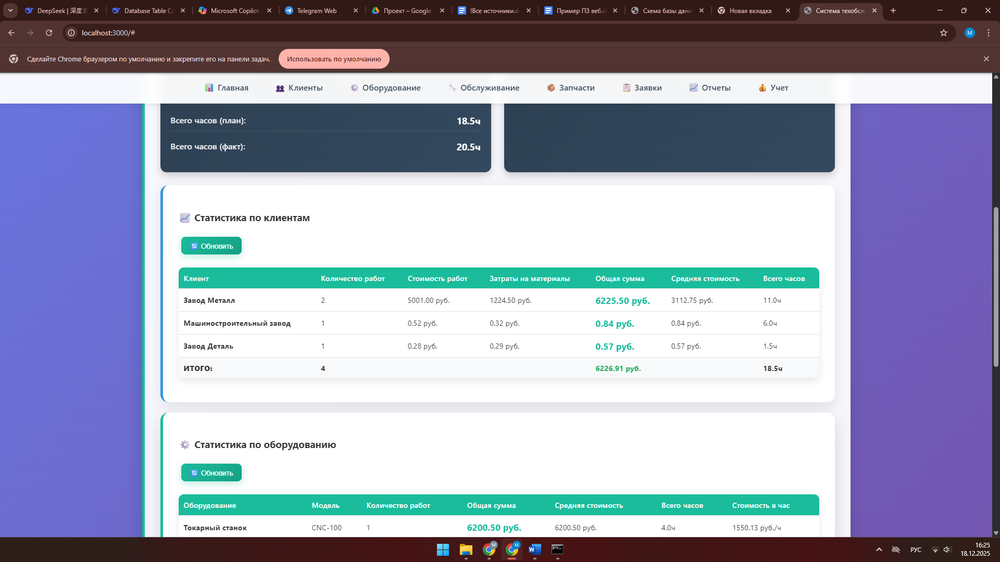 DeepSeek | 深度求
Database Table Co
Microsoft Copilot:
Telegram Web
Проект – Google
!Все источники.d
Пример ПЗ веб.d
Схема базы данн
Новая вкладка
Система техобслу
localhost:3000/#
M
Сделайте Chrome браузером по умолчанию и закрепите его на панели задач.
Использовать по умолчанию
Главная
Клиенты
Оборудование
Обслуживание
Запчасти
Заявки
Отчеты
Учет
Всего часов (план): 18.5ч
Всего часов (факт): 20.5ч
Статистика по клиентам
Обновить
Клиент Количество работ Стоимость работ Затраты на материалы Общая сумма Средняя стоимость Всего часов
Завод Металл 2 5001.00 руб. 1224.50 руб. 6225.50 руб. 3112.75 руб. 11.0ч
Машиностроительный завод 1 0.52 руб. 0.32 руб. 0.84 руб. 0.84 руб. 6.0ч
Завод Деталь 1 0.28 руб. 0.29 руб. 0.57 руб. 0.57 руб. 1.5ч
ИТОГО: 4 6226.91 руб. 18.5ч
Статистика по оборудованию
Обновить
Оборудование Модель Количество работ Общая сумма Средняя стоимость Всего часов Стоимость в час
Токарный станок CNC-100 1 6200.50 руб. 6200.50 руб. 4.0ч 1550.13 руб./ч
M
M
РУС
16:25
18.12.2025